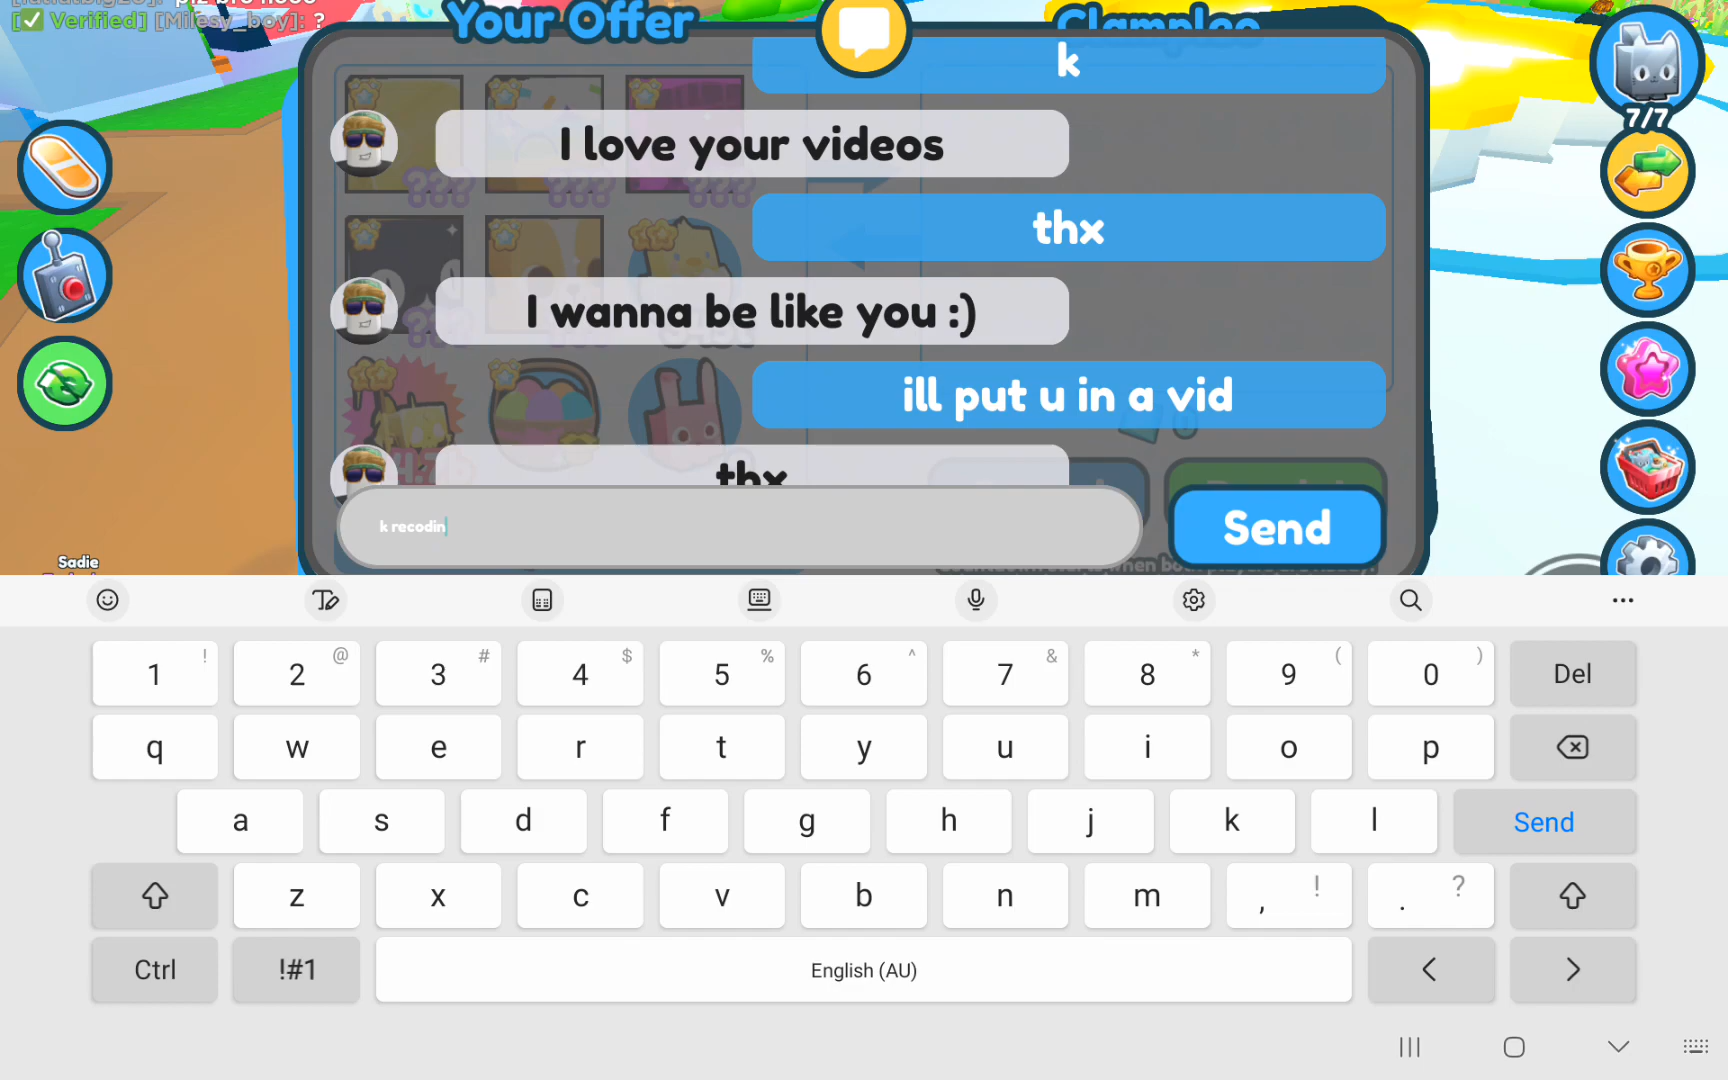 [✅ Verified] [Milesy_boy]: ?
Your Offer
k
I love your videos
thx
I wanna be like you :)
ill put u in a vid
thx
k recodin
Send
7/7
???
???
???
Sadie
1 !
2 @
3 #
4 $
5 %
6 ^
7 &
8 *
9 (
0 )
Del
q w e r t y u i o p
a s d f g h j k l Send
z x c v b n m , ! . ?
Ctrl !#1 English (AU) < >